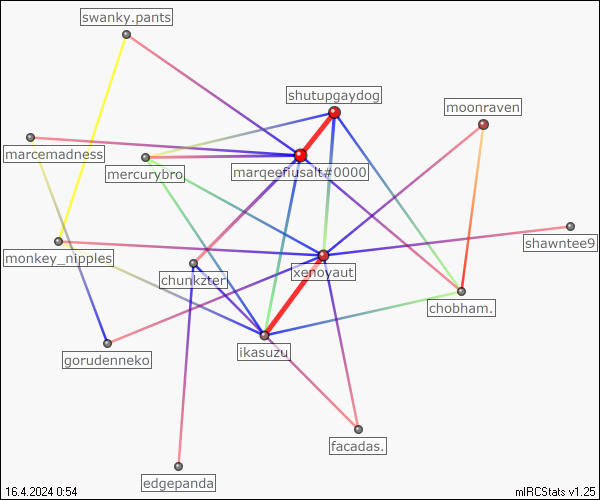 swanky.pants
shutupgaydog
moonraven
marcemadness
mercurybro
marqeefiusalt#0000
shawntee9
monkey_nipples
chunkzter
xenoyaut
chobham.
gorudenneko
ikasuzu
facadas.
edgepanda
16.4.2024 0:54
mIRCStats v1.25